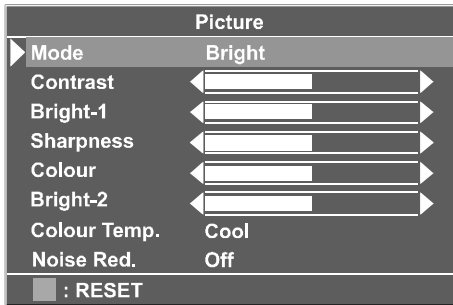 Picture
Mode Bright
Contrast
Bright-1
Sharpness
Colour
Bright-2
Colour Temp. Cool
Noise Red. Off
: RESET